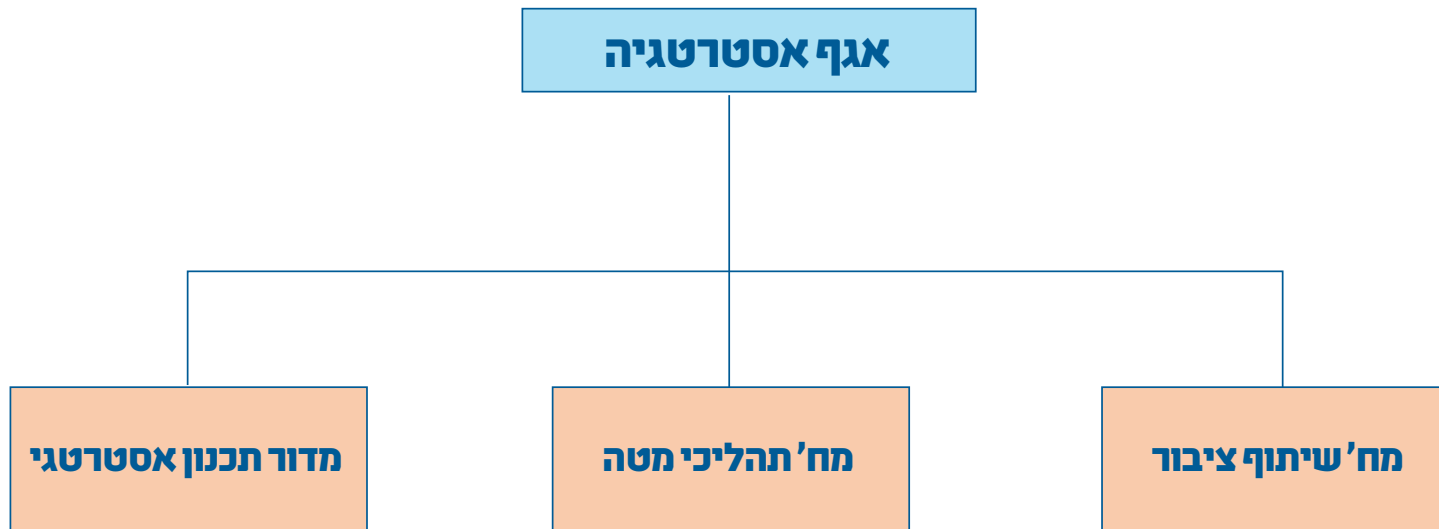 אגף אסטרטגיה
מח' שיתוף ציבור
מח' תהליכי מטה
מדור תכנון אסטרטגי